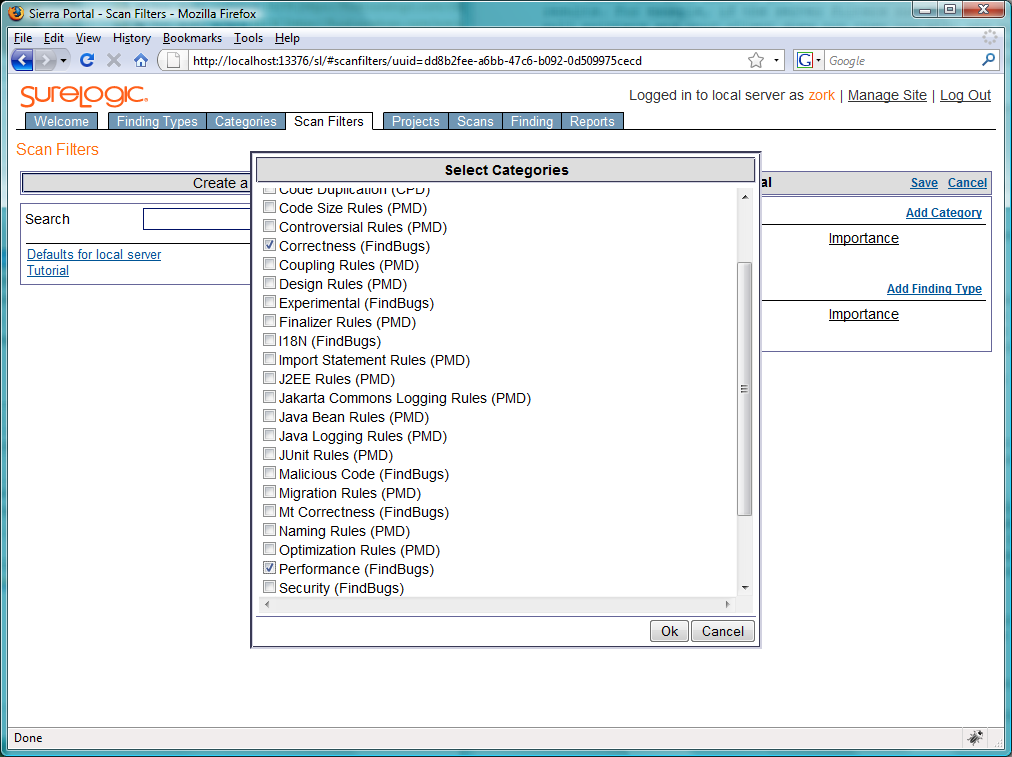 Sierra Portal - Scan Filters - Mozilla Firefox
File Edit View History Bookmarks Tools Help
http://localhost:13376/sl/#scanfilters/uuid=dd8b2fee-a6bb-47c6-b092-0d509975cecd
G Google
SURELOGIC
Logged in to local server as zork | Manage Site | Log Out
Welcome Finding Types Categories Scan Filters Projects Scans Finding Reports
Scan Filters
Select Categories
Create a
al Save Cancel
Search
Add Category
Importance
Defaults for local server
Tutorial
Add Finding Type
Importance
Code Duplication (CPD)
Code Size Rules (PMD)
Controversial Rules (PMD)
Correctness (FindBugs)
Coupling Rules (PMD)
Design Rules (PMD)
Experimental (FindBugs)
Finalizer Rules (PMD)
I18N (FindBugs)
Import Statement Rules (PMD)
J2EE Rules (PMD)
Jakarta Commons Logging Rules (PMD)
Java Bean Rules (PMD)
Java Logging Rules (PMD)
JUnit Rules (PMD)
Malicious Code (FindBugs)
Migration Rules (PMD)
Mt Correctness (FindBugs)
Naming Rules (PMD)
Optimization Rules (PMD)
Performance (FindBugs)
Security (FindBugs)
Ok Cancel
Done